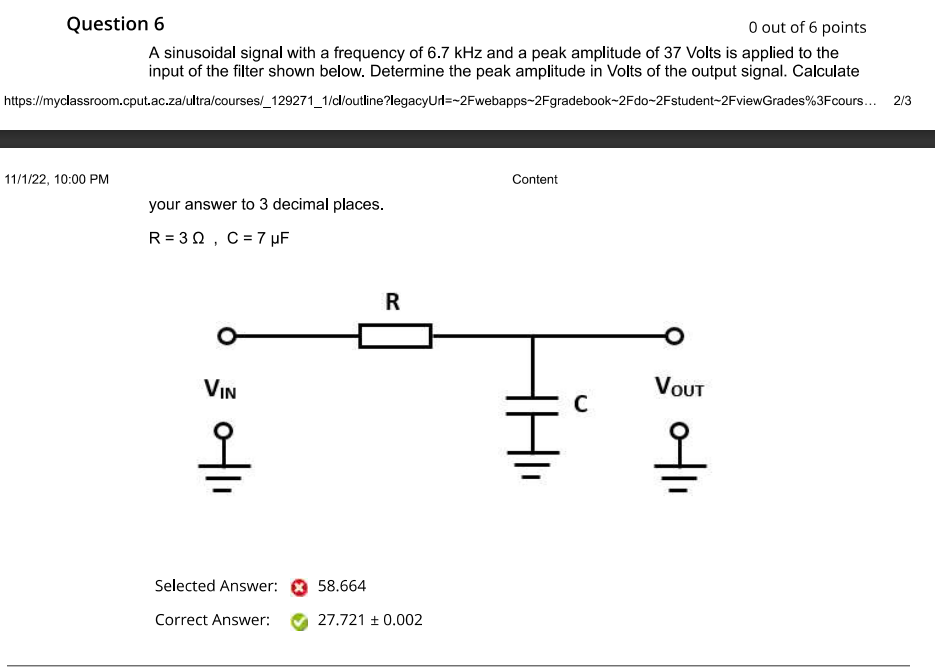 Question 6
0 out of 6 points
A sinusoidal signal with a frequency of 6.7 kHz and a peak amplitude of 37 Volts is applied to the
input of the filter shown below. Determine the peak amplitude in Volts of the output signal. Calculate
https://myclassroom.cput.ac.za/ultra/courses/_129271_1/cl/outline?legacyUrl=~2Fwebapps~2Fgradebook~2Fdo~2Fstudent~2FviewGrades%3Fcours... 2/3
11/1/22, 10:00 PM
Content
your answer to 3 decimal places.
R = 3 Ω , C = 7 µF
R
VIN
C
VOUT
Selected Answer: 58.664
Correct Answer: 27.721 ± 0.002